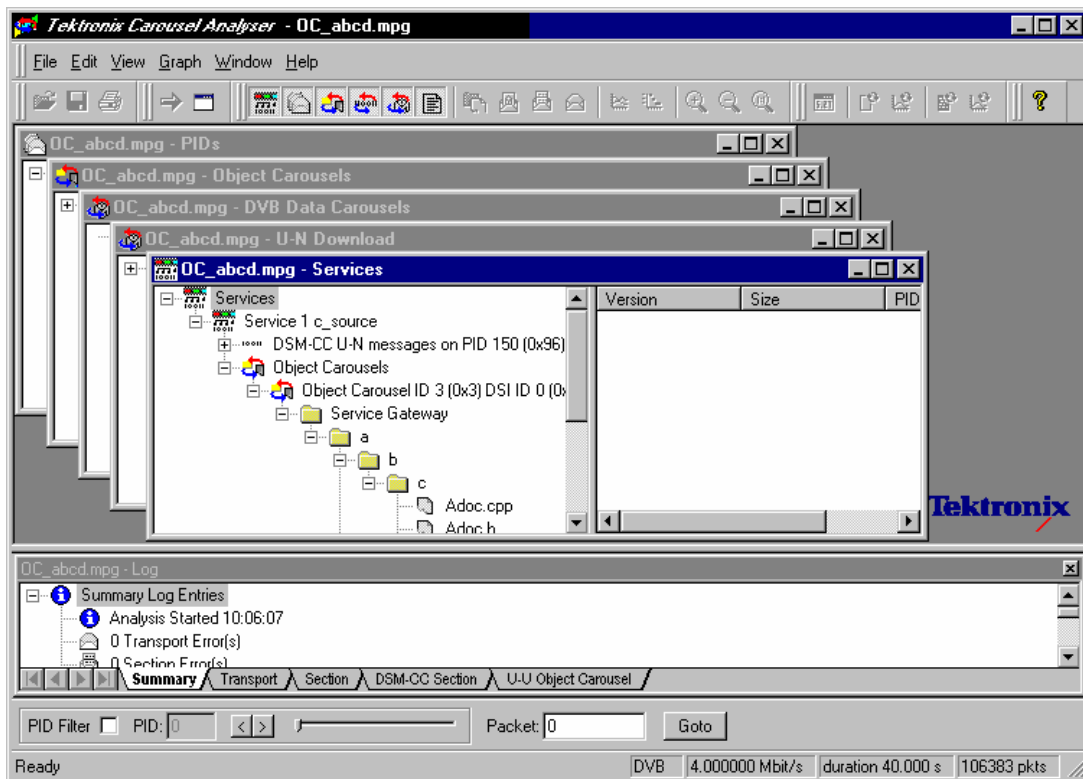 Tektronix Carousel Analyser - OC_abcd.mpg
File Edit View Graph Window Help
OC_abcd.mpg - PIDs
OC_abcd.mpg - Object Carousels
OC_abcd.mpg - DVB Data Carousels
OC_abcd.mpg - U-N Download
OC_abcd.mpg - Services
Services
Service 1 c_source
DSM-CC U-N messages on PID 150 (0x96)
Object Carousels
Object Carousel ID 3 (0x3) DSI ID 0 (0x
Service Gateway
a
b
c
Adoc.cpp
Adoc.h
Version Size PID
Tektronix
OC_abcd.mpg - Log
Summary Log Entries
Analysis Started 10:06:07
0 Transport Error(s)
0 Section Error(s)
Summary Transport Section DSM-CC Section U-U Object Carousel
PID Filter PID: 0 < > Packet: 0 Goto
Ready DVB 4.000000 Mbit/s duration 40.000 s 106383 pkts